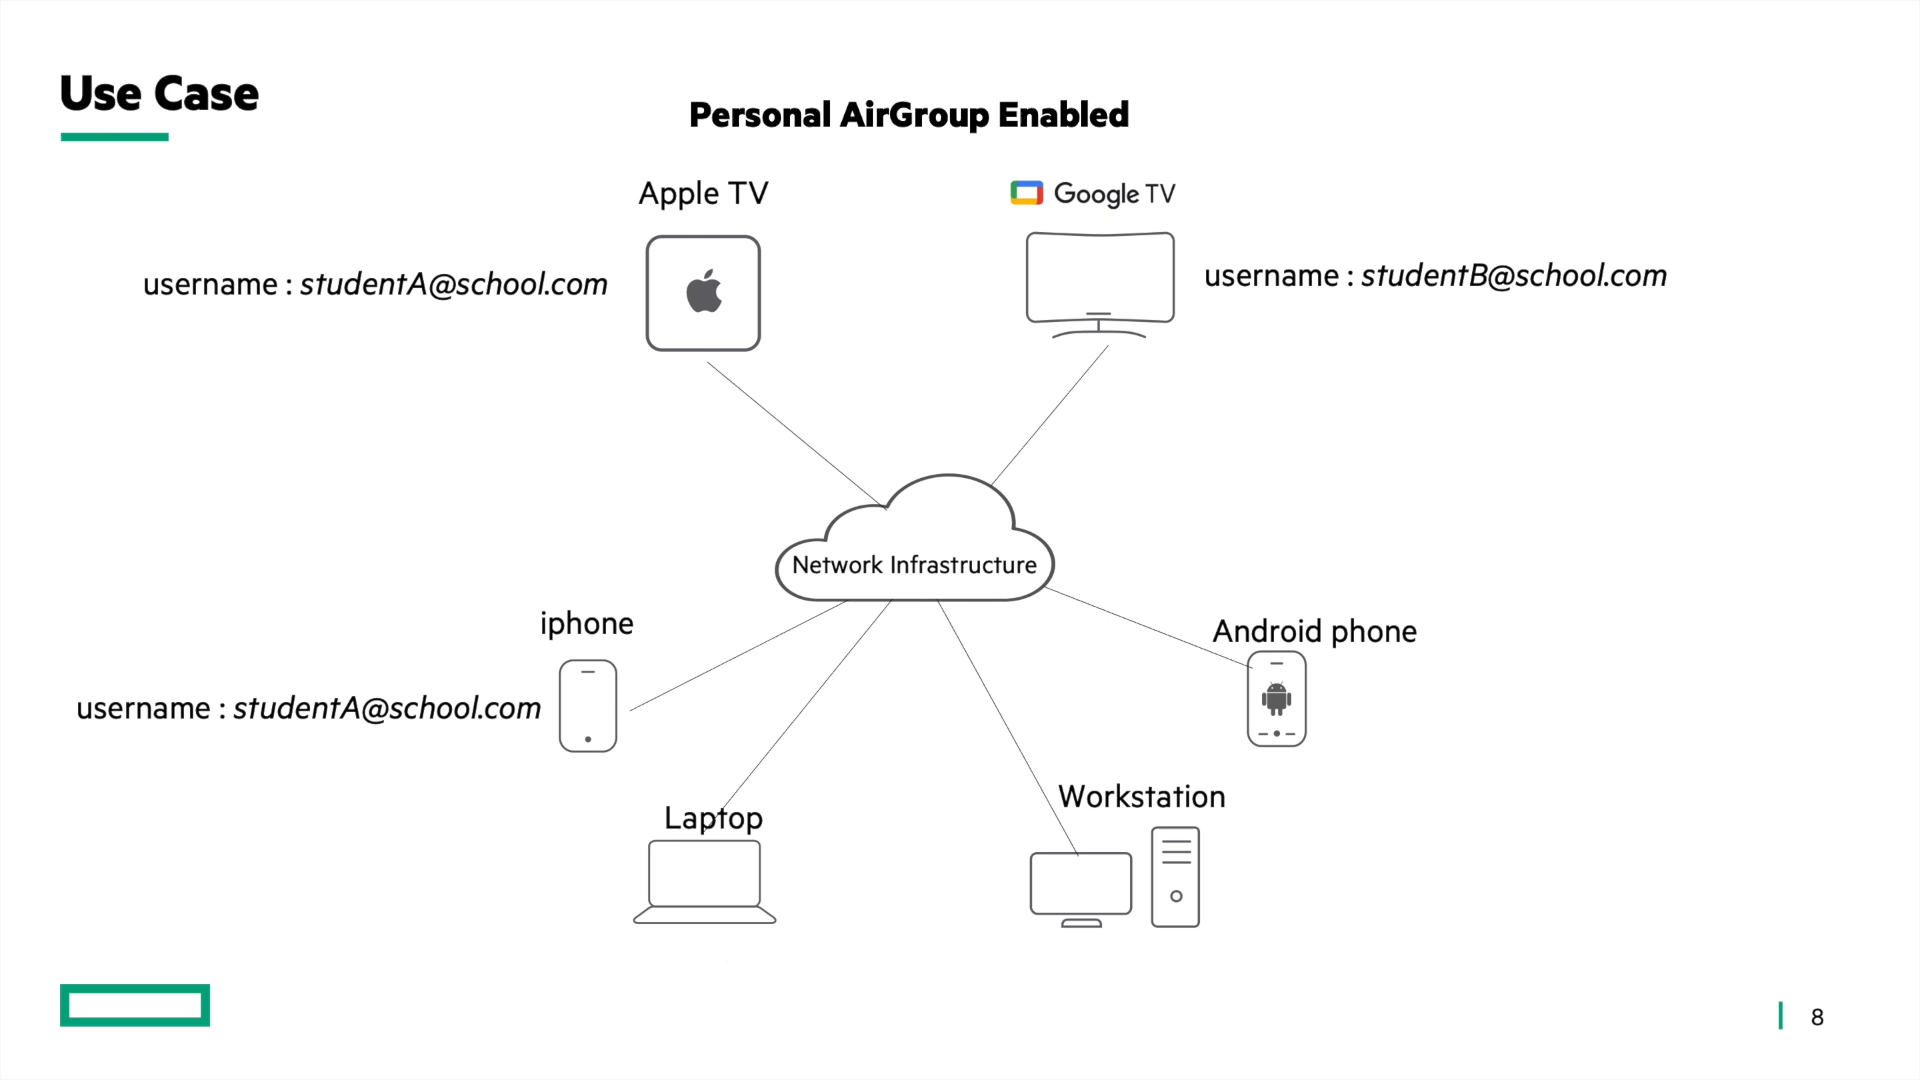 Use Case
Personal AirGroup Enabled
Apple TV
Google TV
username : studentA@school.com
username : studentB@school.com
Network Infrastructure
iphone
Android phone
username : studentA@school.com
Workstation
Laptop
8